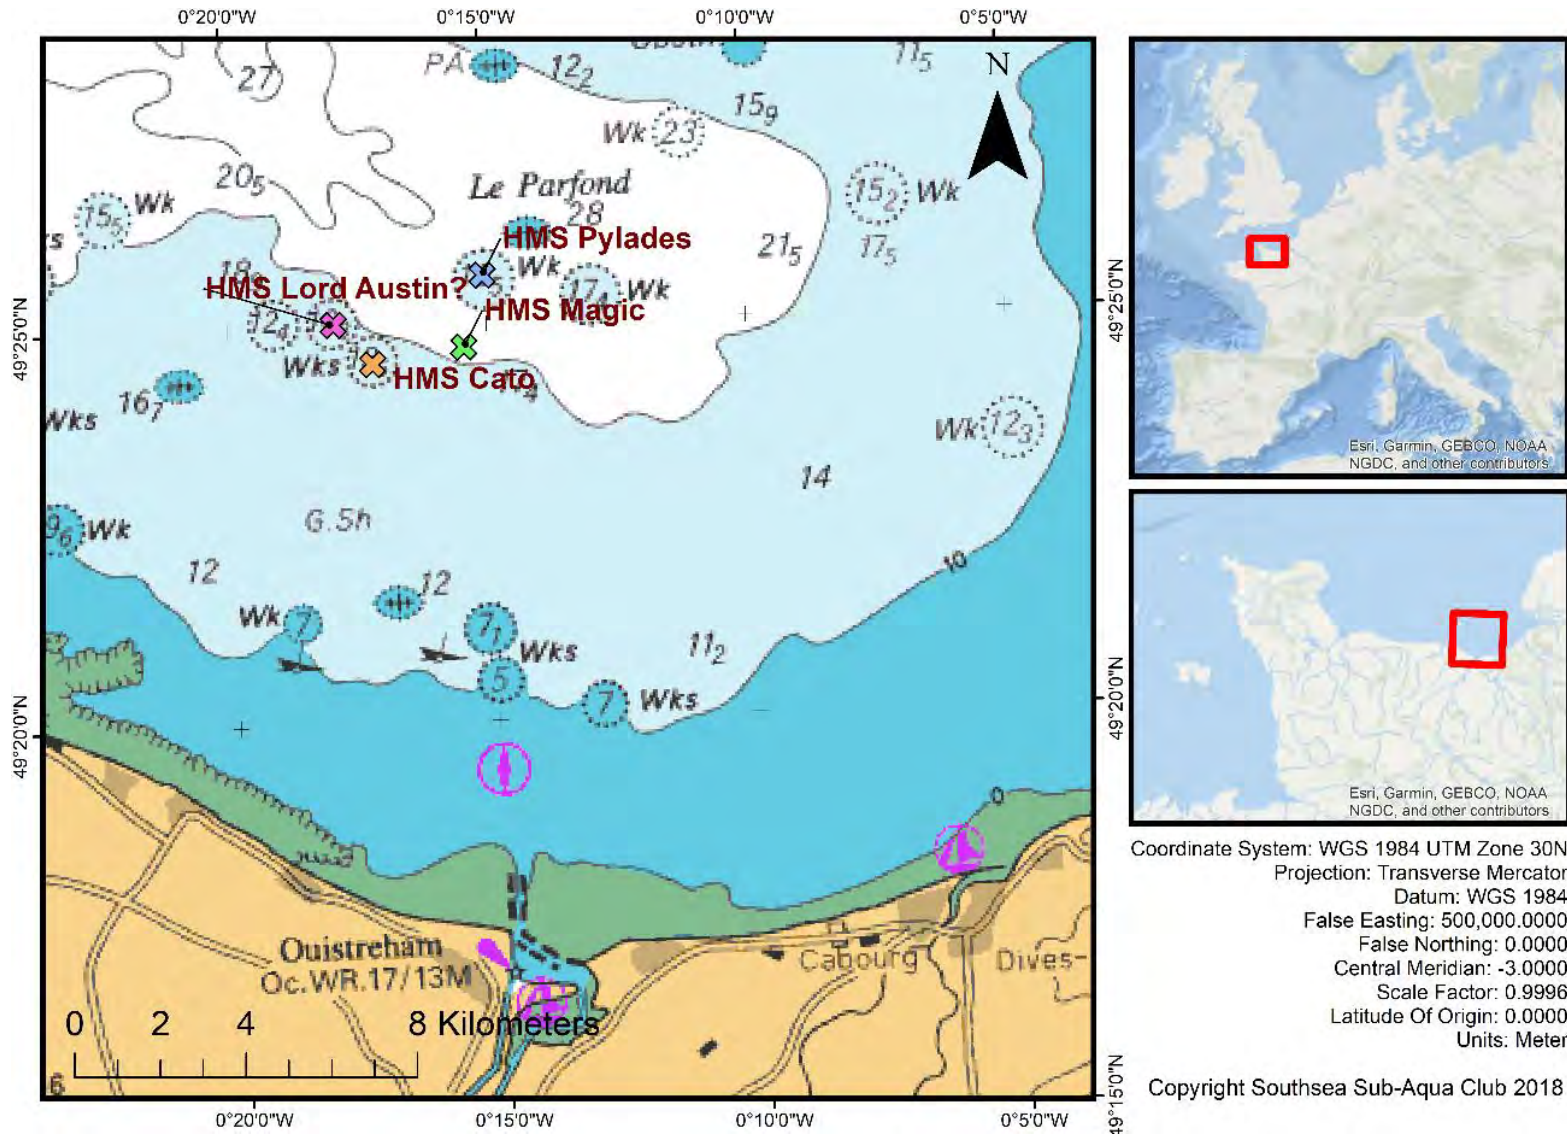 0°20'0"W
0°15'0"W
0°10'0"W
0°5'0"W
N
27
PA
12₂
11₅
15₉
Wk 23
20₅
Le Parfond
28
15₂ Wk
15₅ Wk
HMS Pylades
21₅
17₅
Wk
17₄ Wk
HMS Lord Austin?
HMS Magic
12₄
Wks
HMS Cato
49°25'0"N
49°25'0"N
16₇
Wks
Wk 12₃
14
G.Sh
9₆ Wk
10
12
12
Wk 7
7₁
Wks
11₂
5
7 Wks
49°20'0"N
49°20'0"N
0
Ouistreham
Oc.WR.17/13M
Cabourg
Dives-
0 2 4 8 Kilometers
6
49°15'0"N
0°20'0"W
0°15'0"W
0°10'0"W
0°5'0"W
Esri, Garmin, GEBCO, NOAA
NGDC, and other contributors
Esri, Garmin, GEBCO, NOAA
NGDC, and other contributors
Coordinate System: WGS 1984 UTM Zone 30N
Projection: Transverse Mercator
Datum: WGS 1984
False Easting: 500,000.0000
False Northing: 0.0000
Central Meridian: -3.0000
Scale Factor: 0.9996
Latitude Of Origin: 0.0000
Units: Meter
Copyright Southsea Sub-Aqua Club 2018